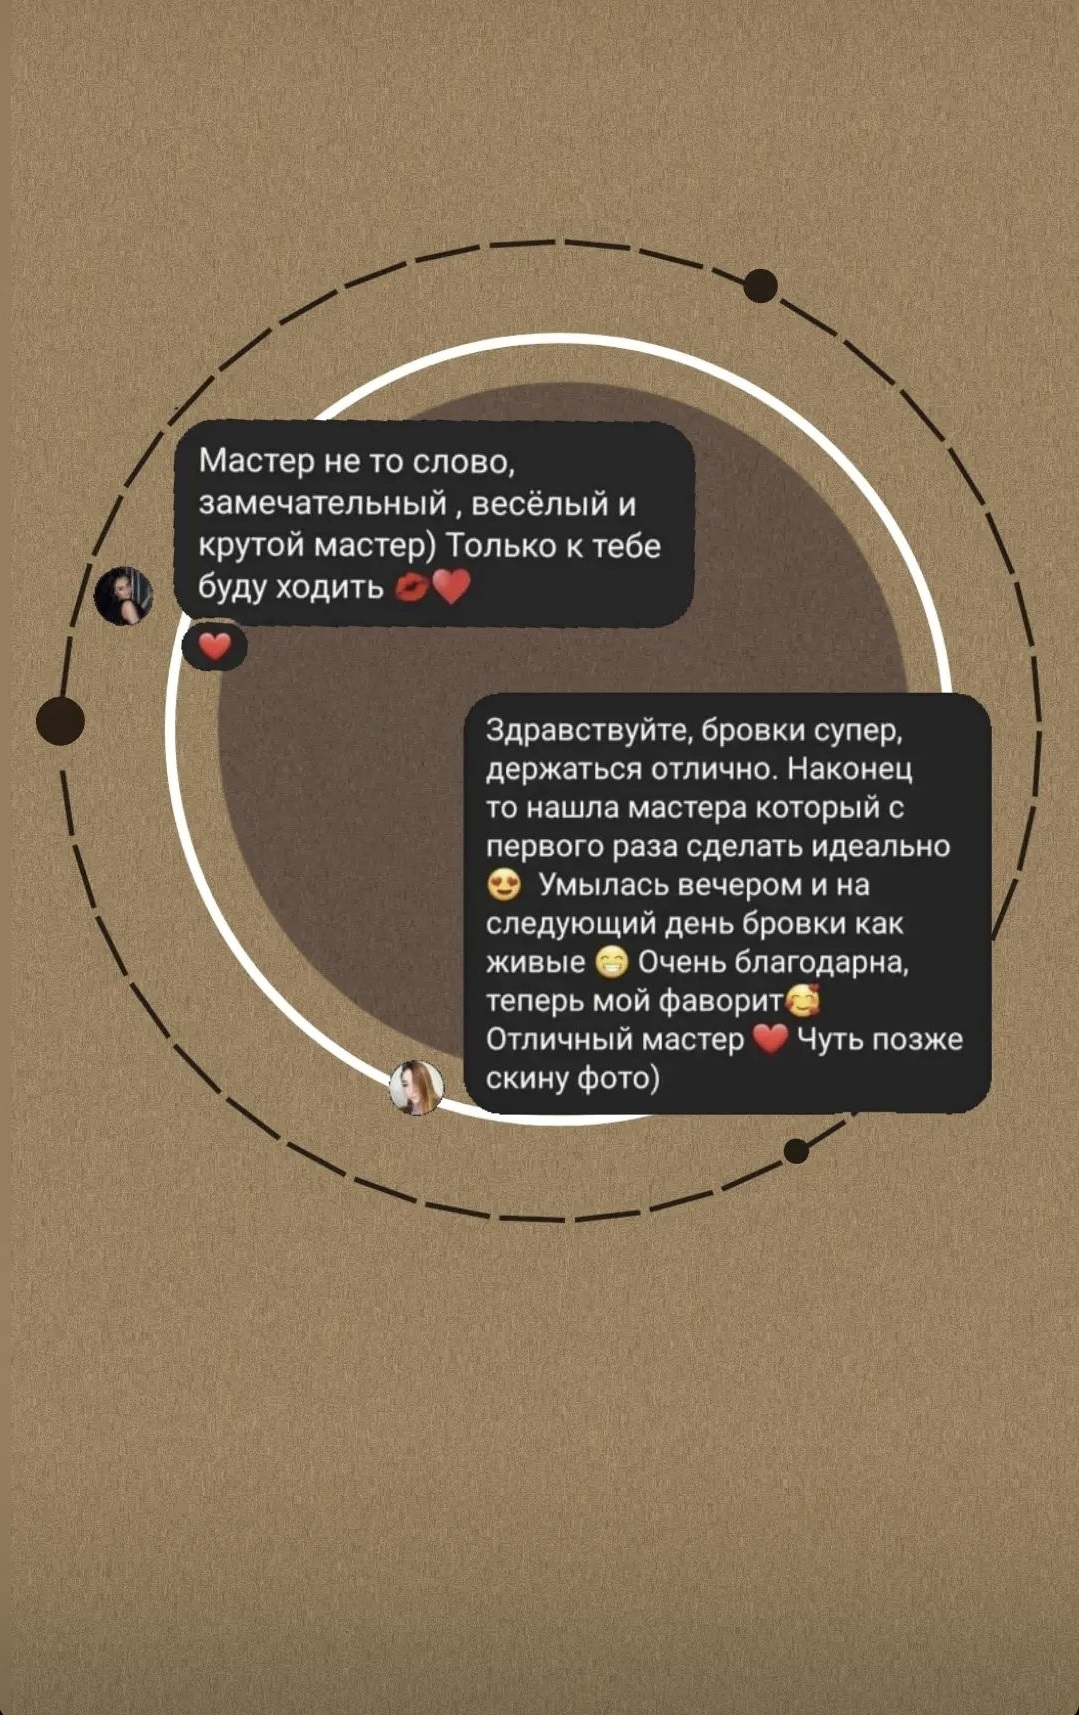 Мастер не то слово,
замечательный , весёлый и
крутой мастер) Только к тебе
буду ходить 💋♥️
❤️
Здравствуйте, бровки супер,
держаться отлично. Наконец
то нашла мастера который с
первого раза сделать идеально
😍 Умылась вечером и на
следующий день бровки как
живые 😁 Очень благодарна,
теперь мой фаворит🥰
Отличный мастер ❤️ Чуть позже
скину фото)